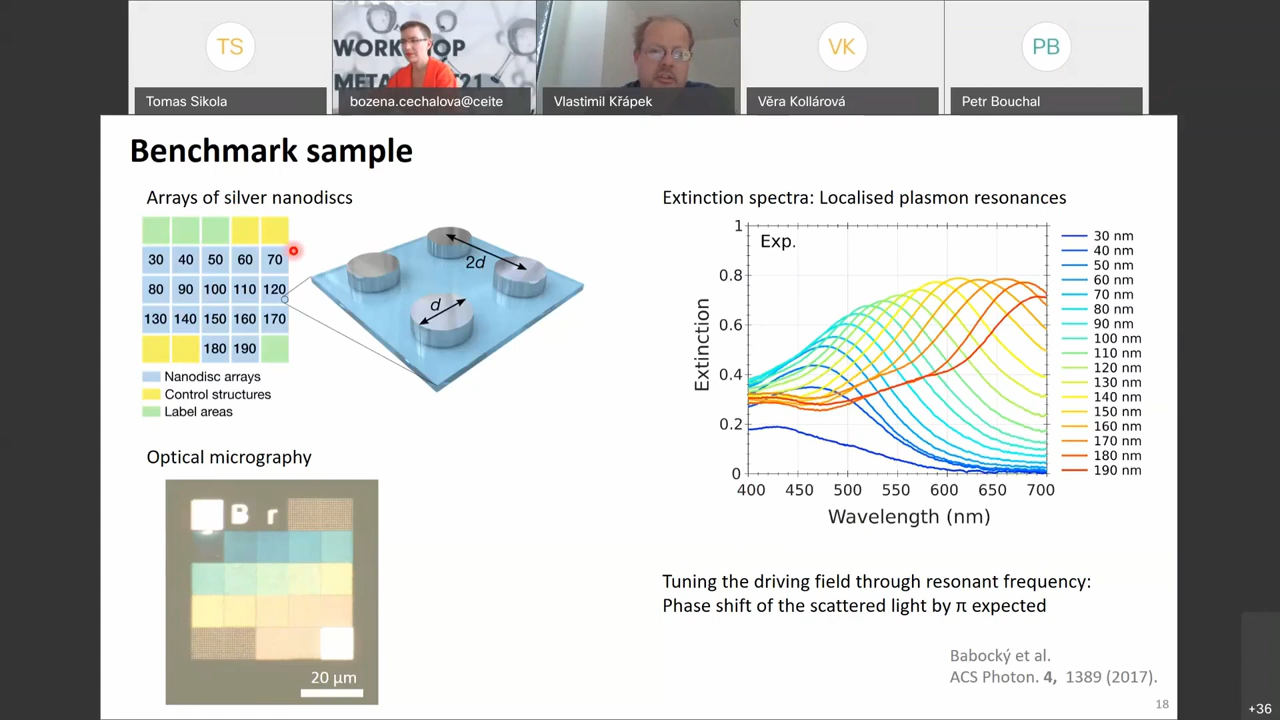 TS
WORKSHOP
VK
PB
Tomas Sikola
bozena.cechalova@ceite
Vlastimil Křápek
Věra Kollárová
Petr Bouchal
Benchmark sample
Arrays of silver nanodiscs
30 40 50 60 70
80 90 100 110 120
130 140 150 160 170
180 190
Nanodisc arrays
Control structures
Label areas
2d
d
Optical micrography
B r
20 µm
Extinction spectra: Localised plasmon resonances
Exp.
Extinction
1
0.8
0.6
0.4
0.2
0
400 450 500 550 600 650 700
Wavelength (nm)
30 nm
40 nm
50 nm
60 nm
70 nm
80 nm
90 nm
100 nm
110 nm
120 nm
130 nm
140 nm
150 nm
160 nm
170 nm
180 nm
190 nm
Tuning the driving field through resonant frequency:
Phase shift of the scattered light by π expected
Babocký et al.
ACS Photon. 4, 1389 (2017).
18
+36